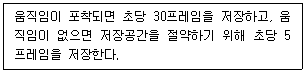 움직임이 포착되면 초당 30프레임을 저장하고, 움
직임이 없으면 저장공간을 절약하기 위해 초당 5
프레임을 저장한다.